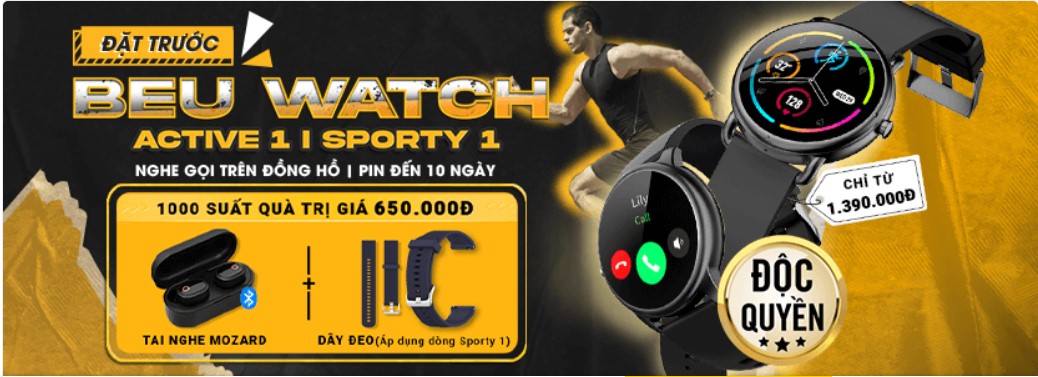 ĐẶT TRƯỚC
BEU WATCH
ACTIVE 1 I SPORTY 1
NGHE GỌI TRÊN ĐỒNG HỒ | PIN ĐẾN 10 NGÀY
1000 SUẤT QUÀ TRỊ GIÁ 650.000Đ
+
TAI NGHE MOZARD
DÂY ĐEO(Áp dụng dòng Sporty 1)
Lily
Call
37°
128
CHỈ TỪ
1.390.000Đ
ĐỘC
QUYỀN